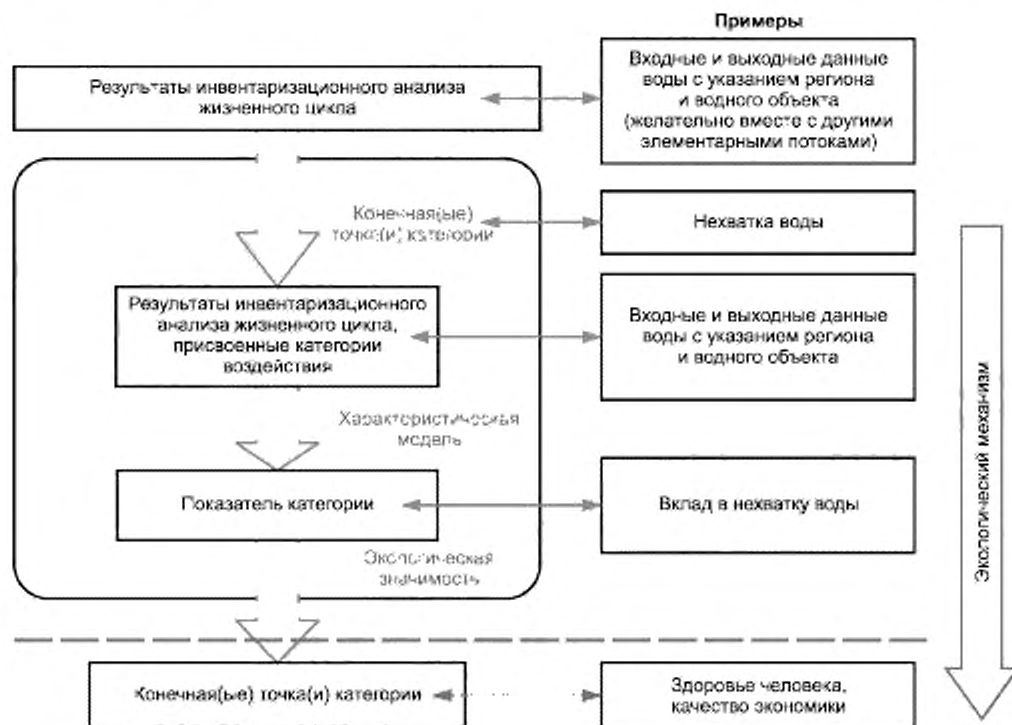 Примеры
Результаты инвентаризационного анализа
жизненного цикла
Входные и выходные данные
воды с указанием региона
и водного объекта
(желательно вместе с другими
элементарными потоками)
Конечная(ые)
точка(и) категории
Нехватка воды
Результаты инвентаризационного
анализа жизненного цикла,
присвоенные категории
воздействия
Входные и выходные данные
воды с указанием региона
и водного объекта
Характеристическая
модель
Показатель категории
Вклад в нехватку воды
Экологическая
значимость
Конечная(ые) точка(и) категории
Здоровье человека,
качество экономики
Экологический механизм